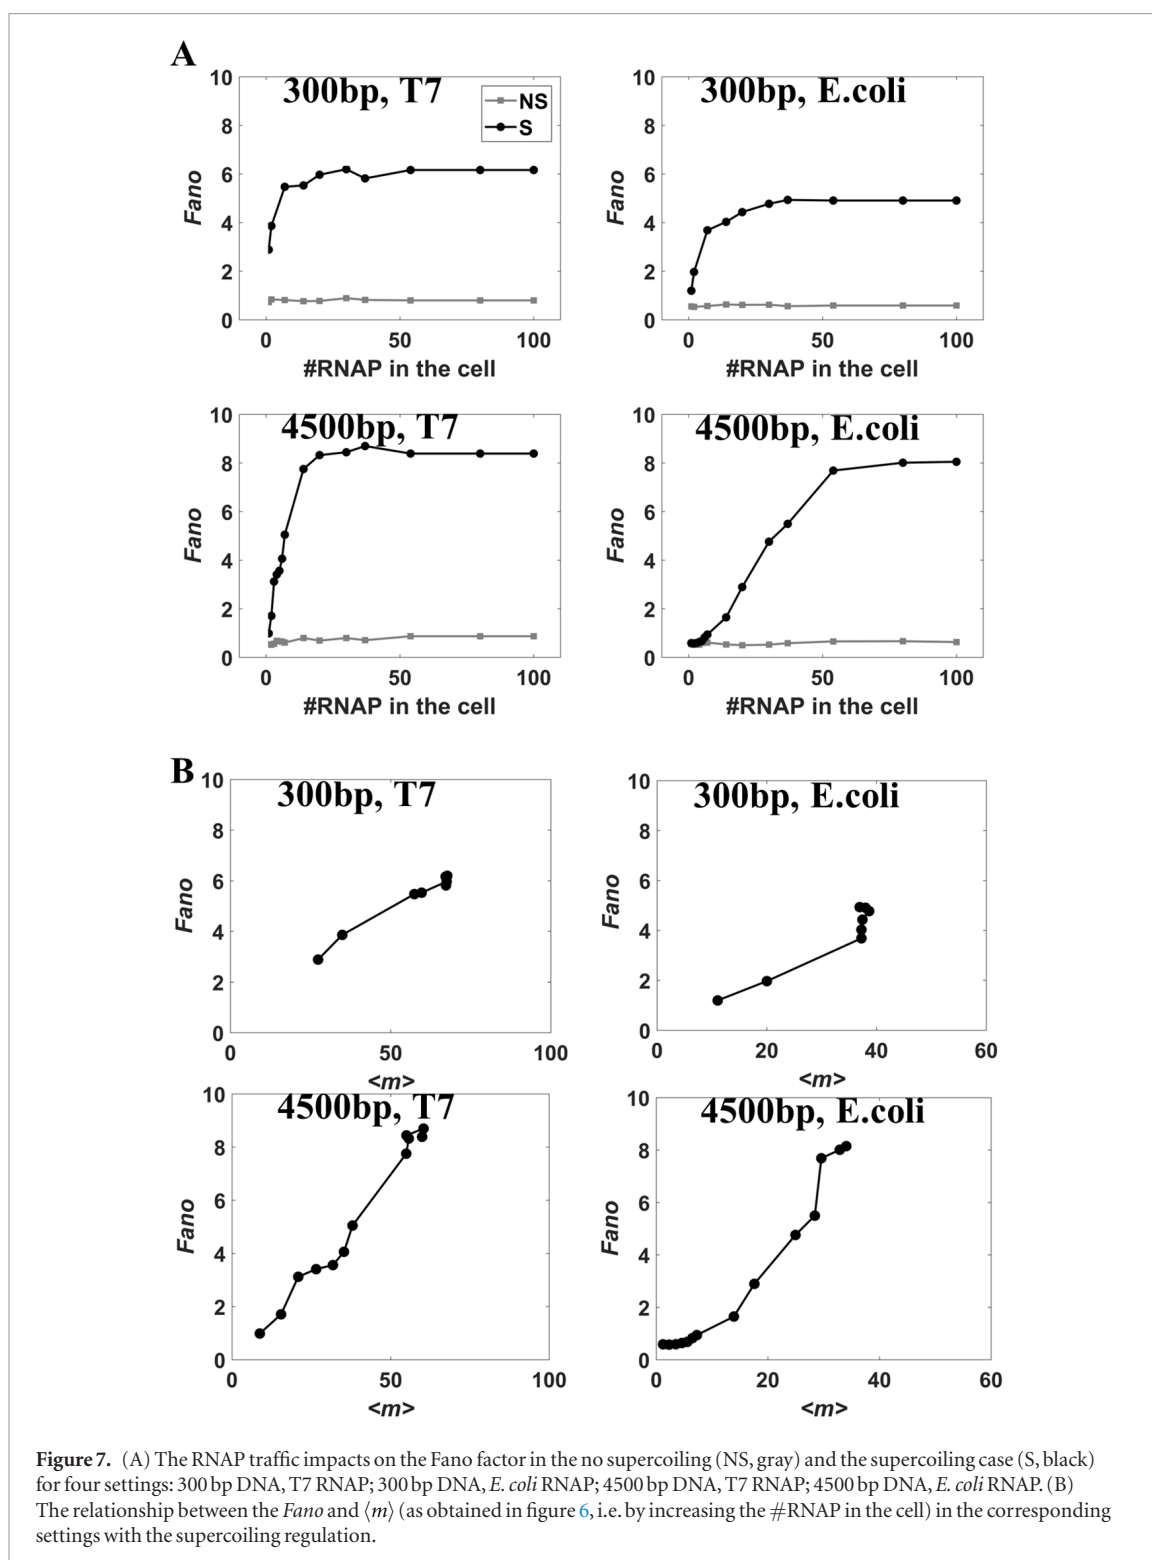 A
300bp, T7
NS
S
10
8
6
4
2
0
Fano
0
50
100
#RNAP in the cell
300bp, E.coli
10
8
6
4
2
0
Fano
0
50
100
#RNAP in the cell
4500bp, T7
10
8
6
4
2
0
Fano
0
50
100
#RNAP in the cell
4500bp, E.coli
10
8
6
4
2
0
Fano
0
50
100
#RNAP in the cell
B
300bp, T7
10
8
6
4
2
0
Fano
0
50
100
<m>
300bp, E.coli
10
8
6
4
2
0
Fano
0
20
40
60
<m>
4500bp, T7
10
8
6
4
2
0
Fano
0
50
100
<m>
4500bp, E.coli
10
8
6
4
2
0
Fano
0
20
40
60
<m>
Figure 7. (A) The RNAP traffic impacts on the Fano factor in the no supercoiling (NS, gray) and the supercoiling case (S, black)
for four settings: 300 bp DNA, T7 RNAP; 300 bp DNA, E. coli RNAP; 4500 bp DNA, T7 RNAP; 4500 bp DNA, E. coli RNAP. (B)
The relationship between the Fano and ⟨m⟩ (as obtained in figure 6, i.e. by increasing the #RNAP in the cell) in the corresponding
settings with the supercoiling regulation.